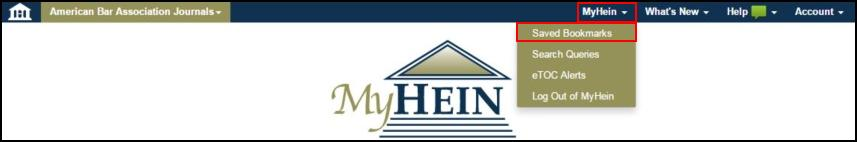 American Bar Association Journals MyHein What's New Help Account
Saved Bookmarks
Search Queries
eTOC Alerts
Log Out of MyHein
MyHEIN